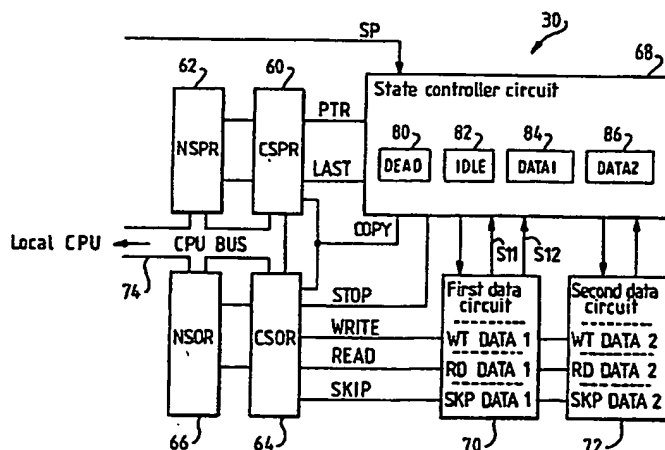 SP
30
62
60
68
State controller circuit
PTR
80
82
84
86
NSPR
CSPR
DEAD
IDLE
DATA1
DATA2
LAST
COPY
Local CPU
CPU BUS
S11
S12
74
STOP
First data
circuit
Second data
circuit
NSOR
CSOR
WRITE
WT DATA 1
WT DATA 2
READ
RD DATA 1
RD DATA 2
SKIP
SKP DATA 1
SKP DATA 2
66
64
70
72